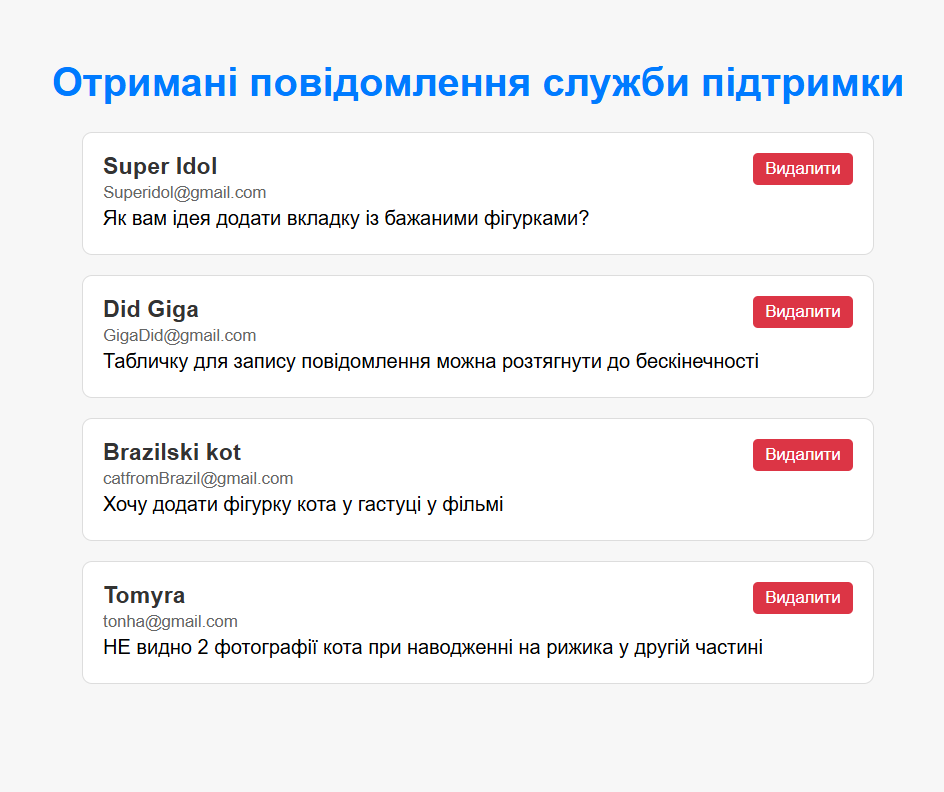 Отримані повідомлення служби підтримки
Super Idol
Видалити
Superidol@gmail.com
Як вам ідея додати вкладку із бажаними фігурками?
Did Giga
Видалити
GigaDid@gmail.com
Табличку для запису повідомлення можна розтягнути до бескінечності
Brazilski kot
Видалити
catfromBrazil@gmail.com
Хочу додати фігурку кота у гастуці у фільмі
Tomyra
Видалити
tonha@gmail.com
НЕ видно 2 фотографії кота при наводженні на рижика у другій частині